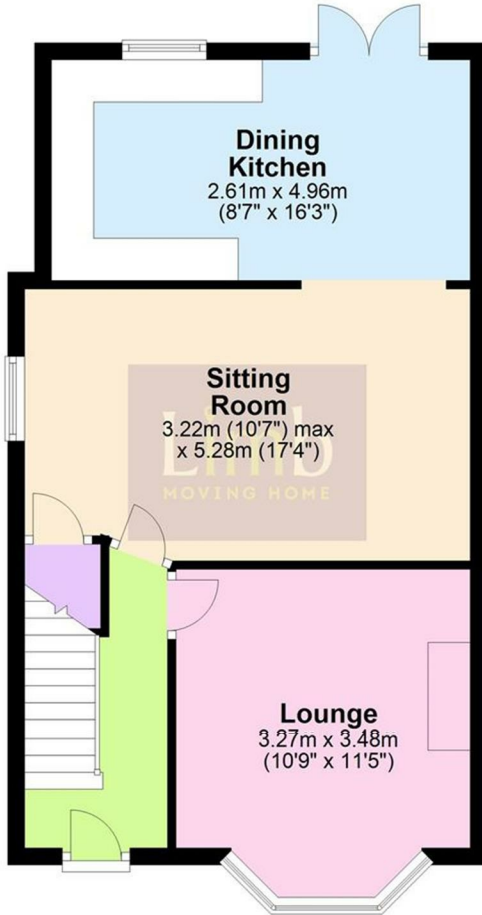 Dining
Kitchen
2.61m x 4.96m
(8'7" x 16'3")
Sitting
Room
3.22m (10'7") max
x 5.28m (17'4")
Limb
MOVING HOME
Lounge
3.27m x 3.48m
(10'9" x 11'5")